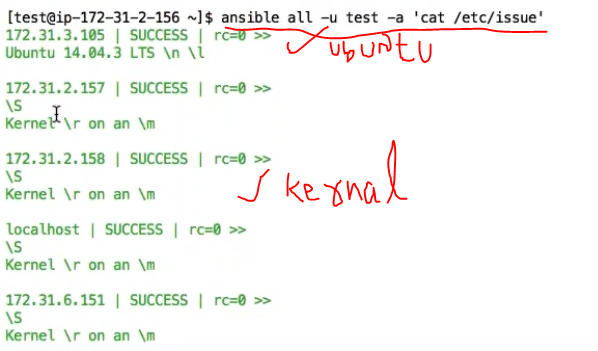 [test@ip-172-31-2-156 ~]$ ansible all -u test -a 'cat /etc/issue'
172.31.3.105 | SUCCESS | rc=0 >>
Ubuntu 14.04.3 LTS \n \l
ubuntu
172.31.2.157 | SUCCESS | rc=0 >>
\S
Kernel \r on an \m
172.31.2.158 | SUCCESS | rc=0 >>
\S
Kernel \r on an \m
kernal
localhost | SUCCESS | rc=0 >>
\S
Kernel \r on an \m
172.31.6.151 | SUCCESS | rc=0 >>
\S
Kernel \r on an \m